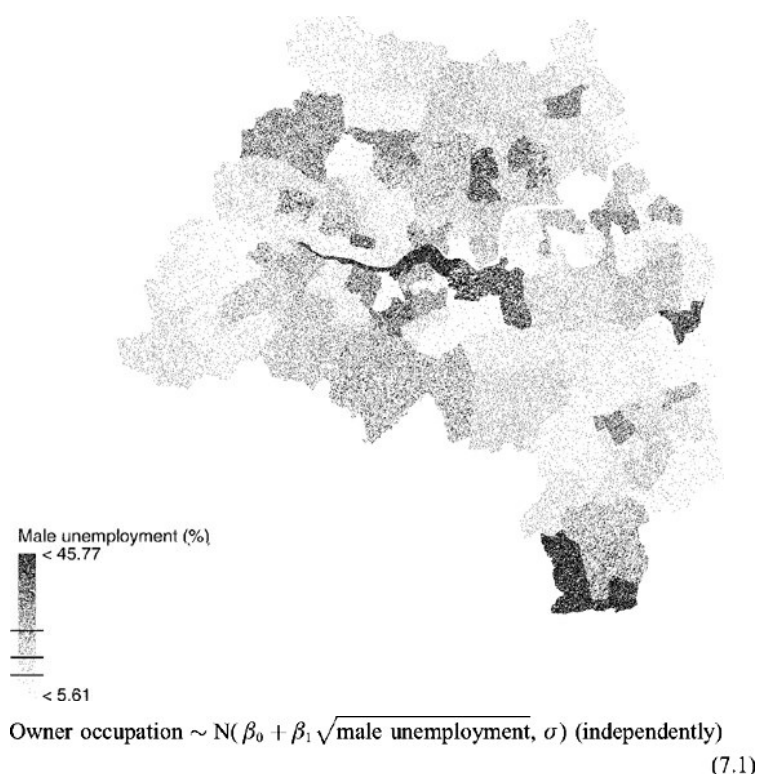 Male unemployment (%)
< 45.77
< 5.61
Owner occupation ~ N(β₀ + β₁√male unemployment, σ) (independently)
(7.1)